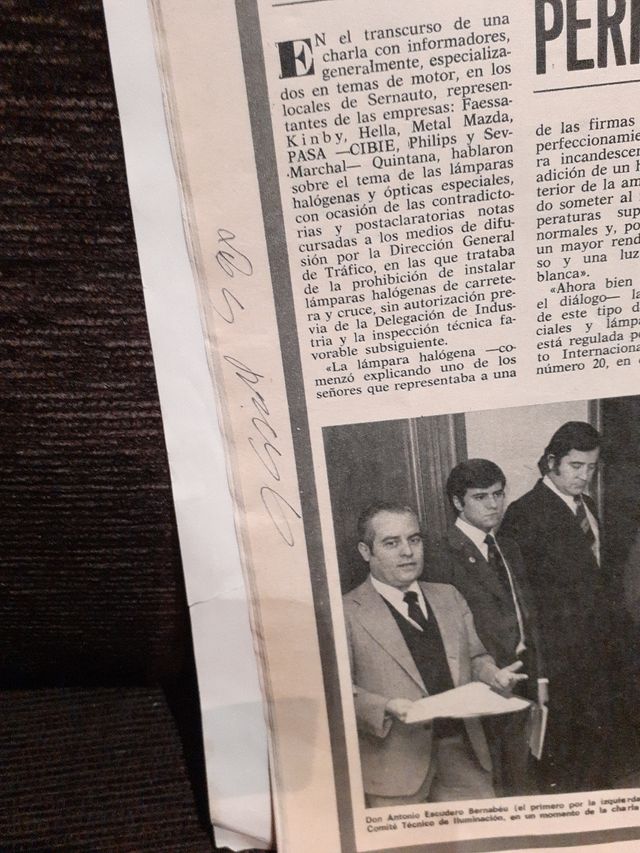 PERI
EN el transcurso de una
charla con informadores,
generalmente, especializa-
dos en temas de motor, en los
locales de Sernauto, represen-
tantes de las empresas: Faessa-
Kinby, Hella, Metal Mazda,
PASA —CIBIE, Philips y Sev-
Marchal— Quintana, hablaron
sobre el tema de las lámparas
halógenas y ópticas especiales,
con ocasión de las contradicto-
rias y postaclaratorias notas
cursadas a los medios de difu-
sión por la Dirección General
de Tráfico, en las que trataba
de la prohibición de instalar
lámparas halógenas de carrete-
ra y cruce, sin autorización pre-
via de la Delegación de Indus-
tria y la inspección técnica fa-
vorable subsiguiente.
«La lámpara halógena —co-
menzó explicando uno de los
señores que representaba a una
de las firmas
perfeccionamie
ra incandescen
adición de un h
terior de la am
do someter al
peraturas sup
normales y, po
un mayor rend
so y una luz
blanca».
«Ahora bien
el diálogo— la
de este tipo d
ciales y lámpa
está regulada po
to Internaciona
número 20, en
Don Antonio Escudero Bernabéu (el primero por la izquierda
Comité Técnico de Iluminación, en un momento de la charla